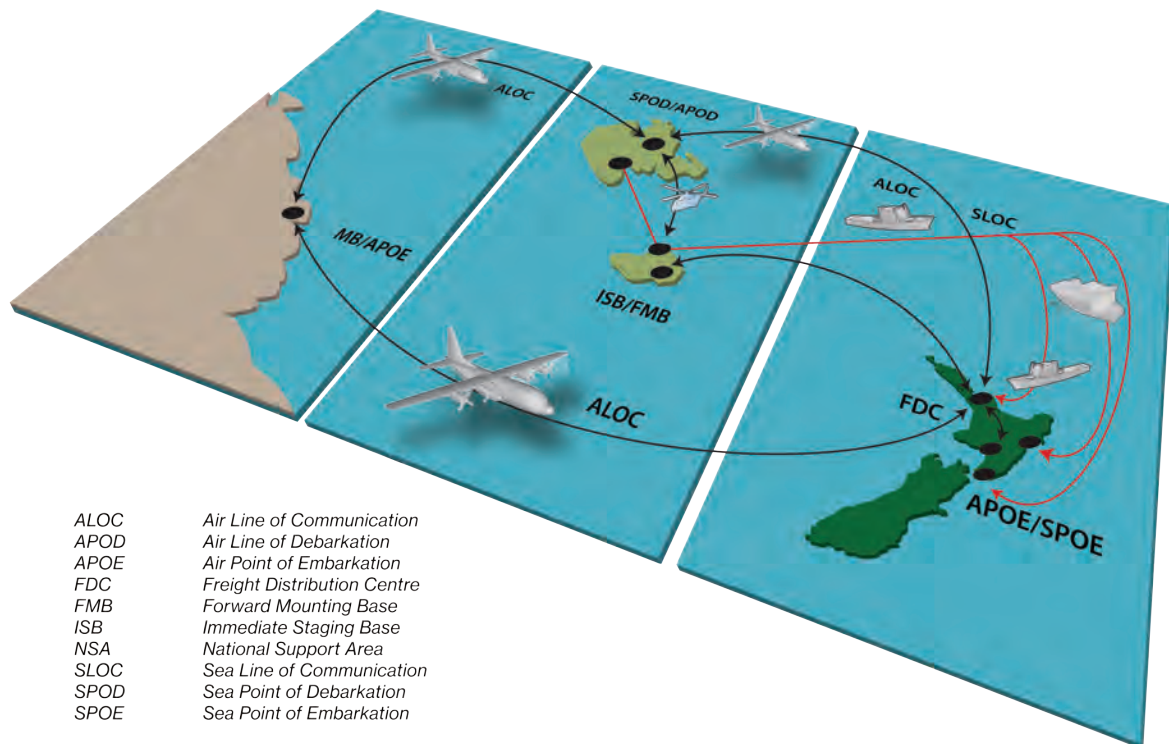 ALOC
SPOD/APOD
ALOC
SLOC
MB/APOE
ISB/FMB
ALOC
FDC
APOE/SPOE
ALOC Air Line of Communication
APOD Air Line of Debarkation
APOE Air Point of Embarkation
FDC Freight Distribution Centre
FMB Forward Mounting Base
ISB Immediate Staging Base
NSA National Support Area
SLOC Sea Line of Communication
SPOD Sea Point of Debarkation
SPOE Sea Point of Embarkation